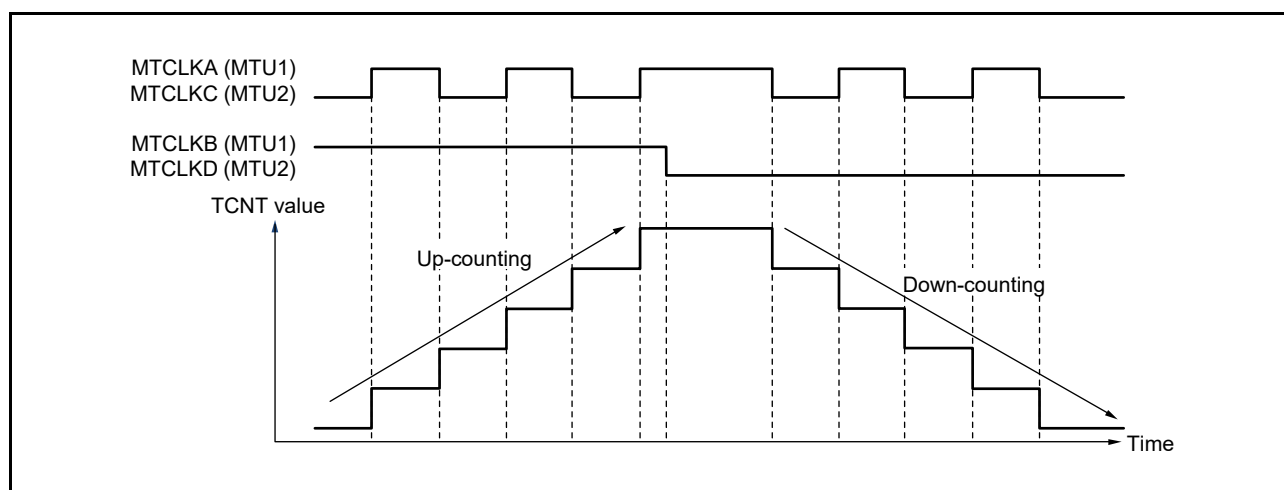 MTCLKA (MTU1)
MTCLKC (MTU2)
MTCLKB (MTU1)
MTCLKD (MTU2)
TCNT value
Up-counting
Down-counting
Time